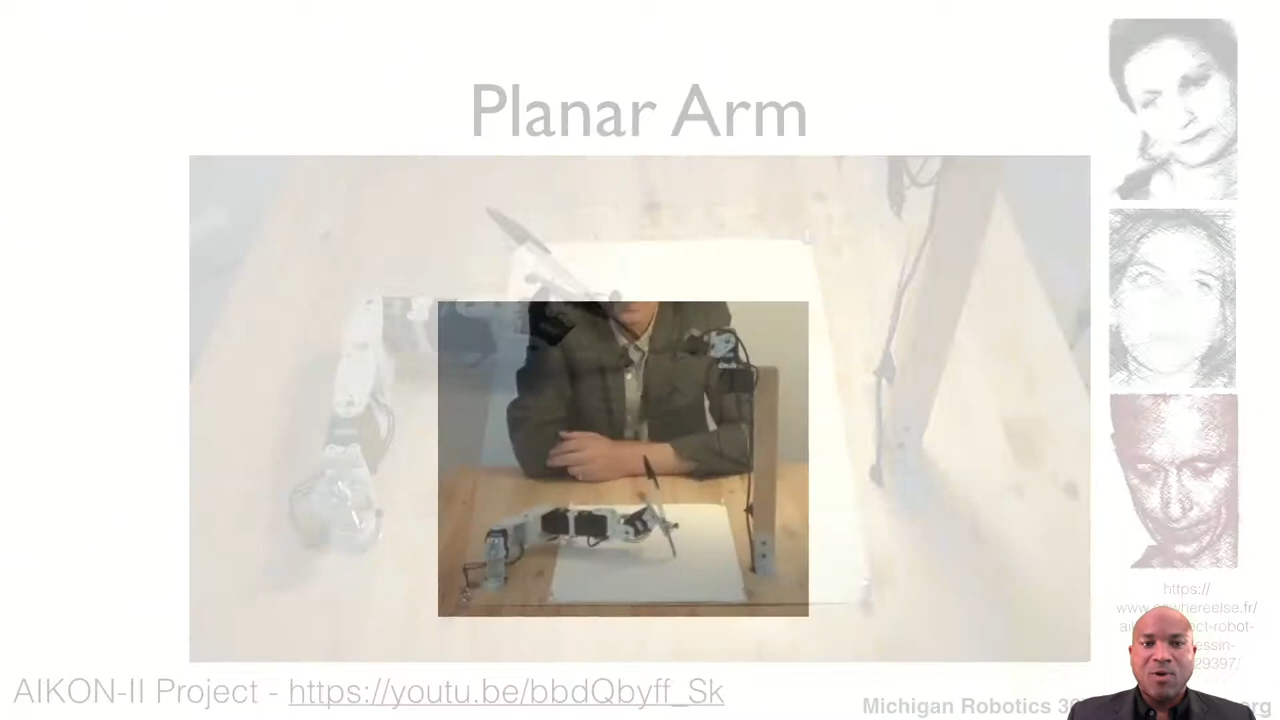 Planar Arm
https://
AIKON-II Project - https://youtu.be/bbdQbyff_Sk
Michigan Robotics